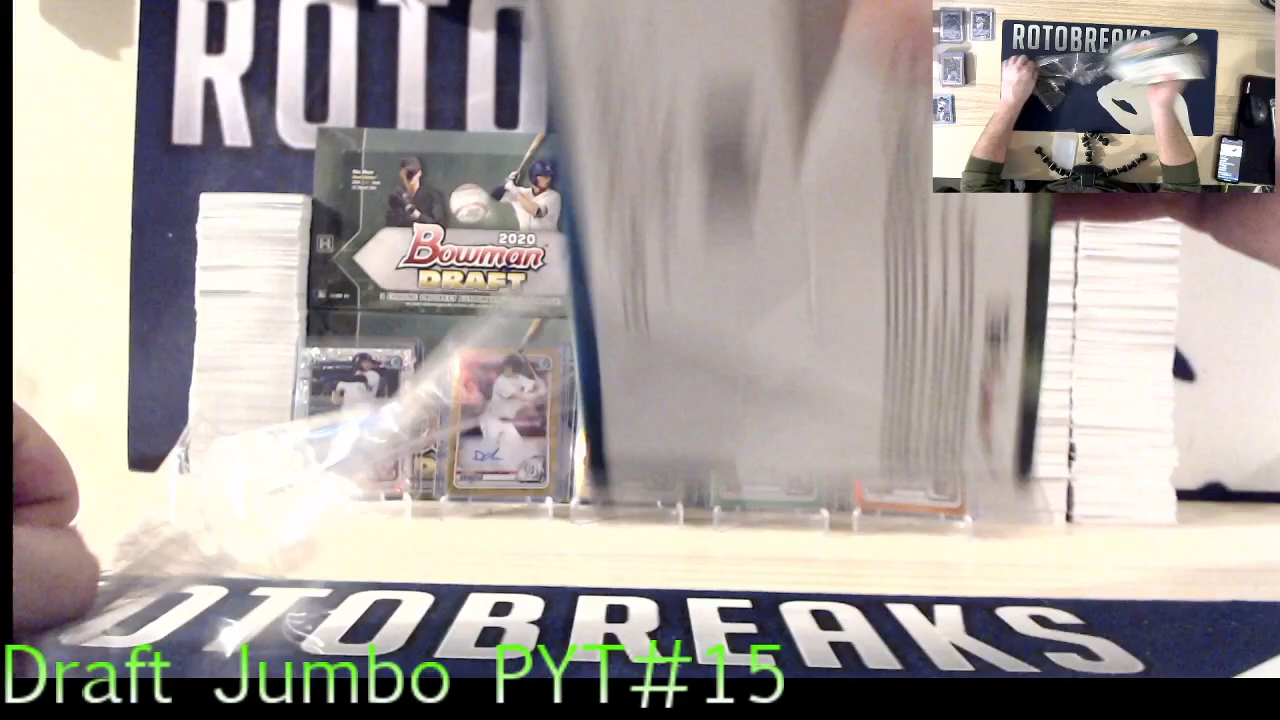 ROTO
ROTOBREAKS
2020
Bowman
DRAFT
OTOBREAKS
Draft Jumbo PYT#15